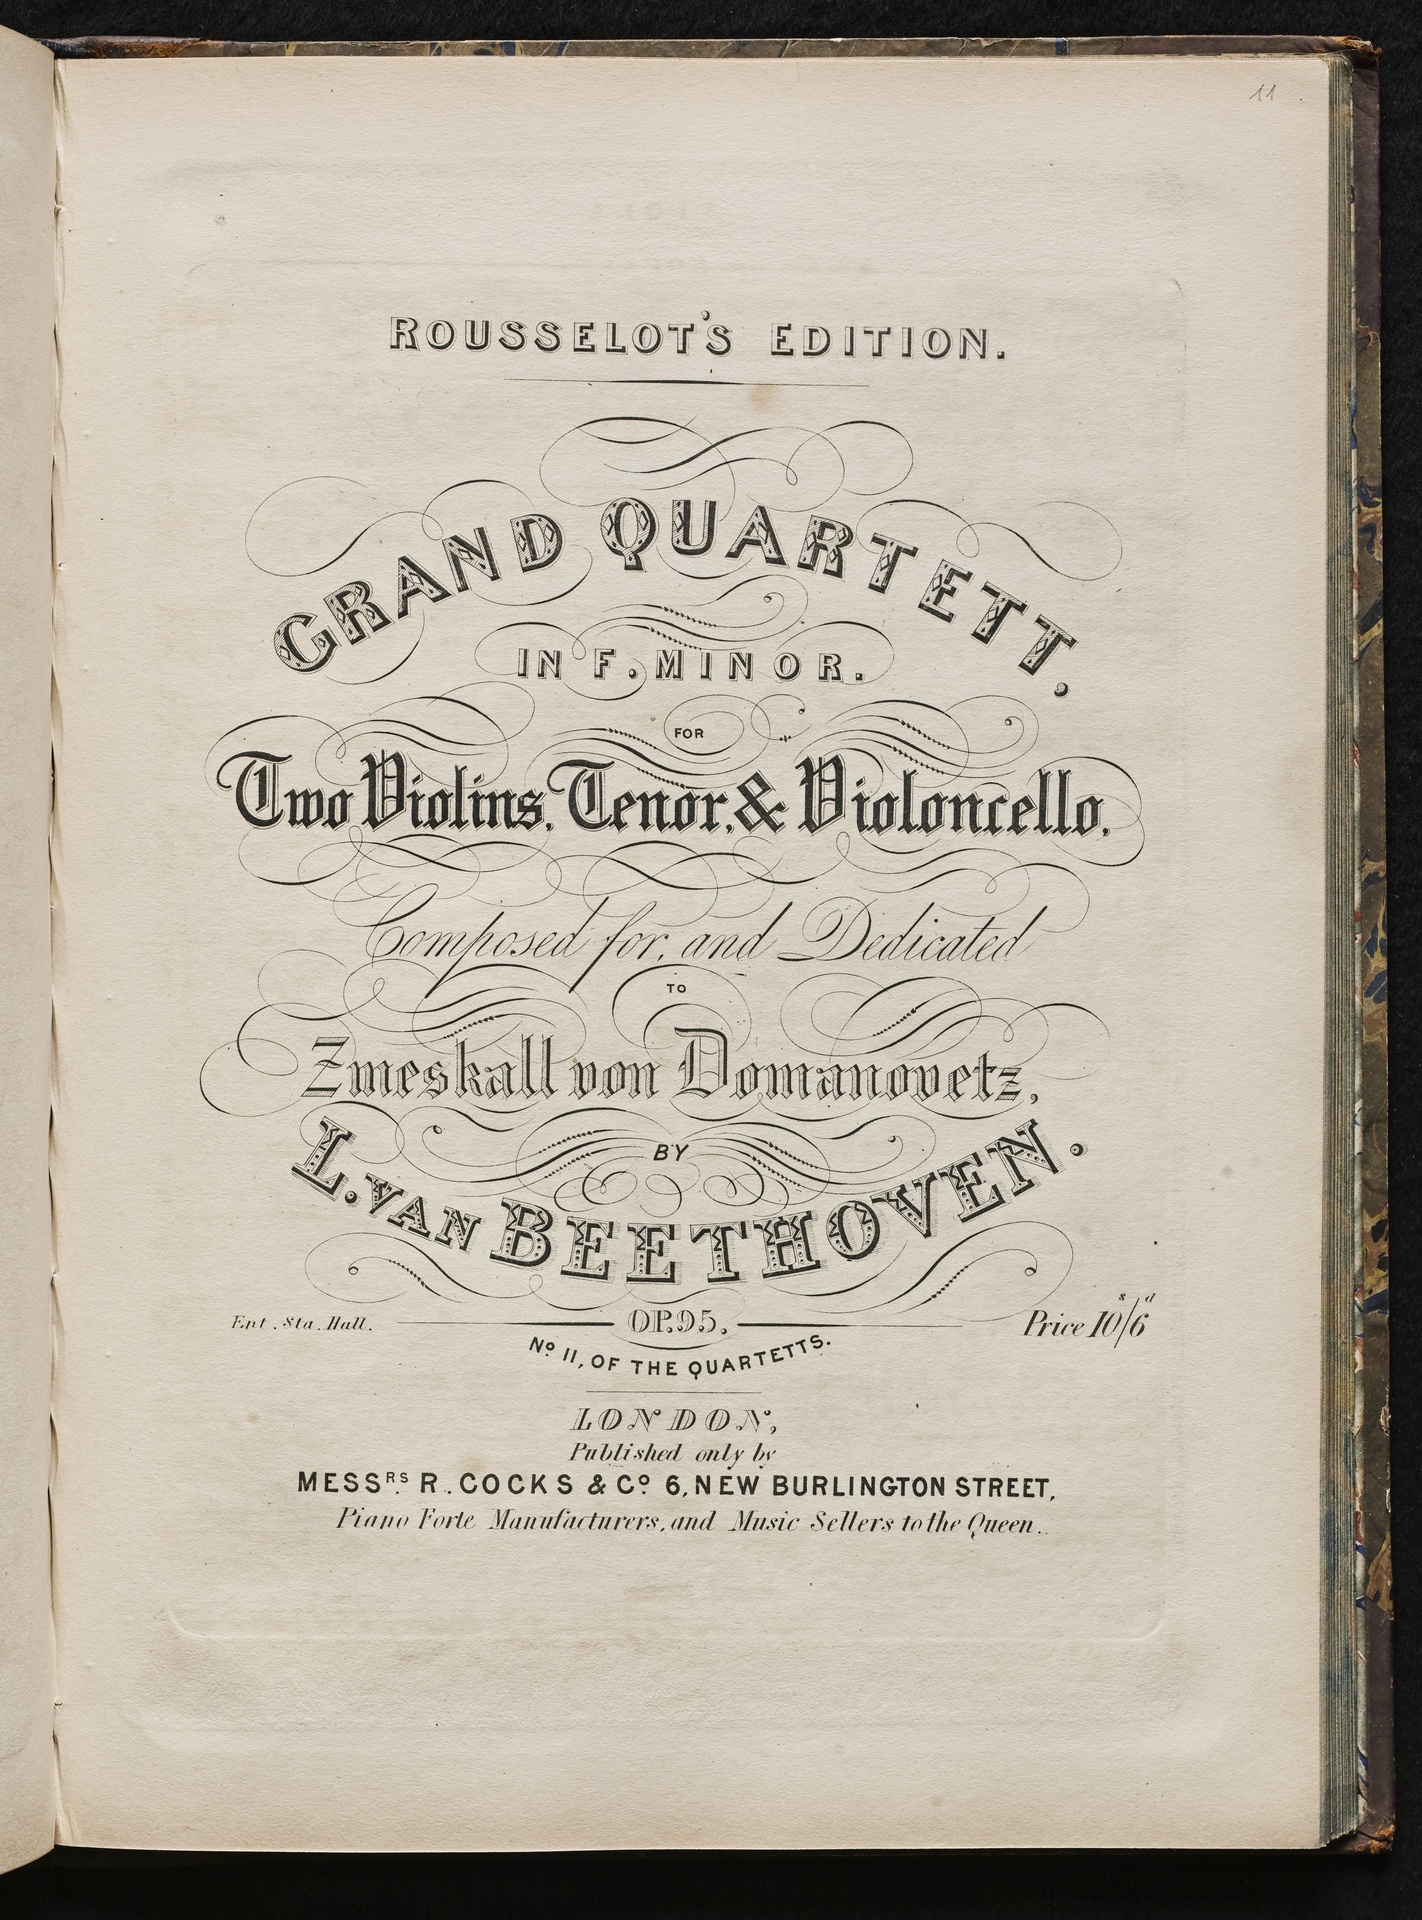 11
ROUSSELOT'S EDITION.
GRAND QUARTETT.
IN F. MINOR.
FOR
Two Violins, Tenor, & Violoncello,
Composed for, and Dedicated
TO
Zmeskall von Domanovetz,
BY
L. VAN BEETHOVEN.
Ent. Sta. Hall. OP. 95. Price 10s/6d
No 11, OF THE QUARTETTS.
LONDON,
Published only by
MESSRS. R. COCKS & Co. 6, NEW BURLINGTON STREET,
Piano Forte Manufacturers, and Music Sellers to the Queen.